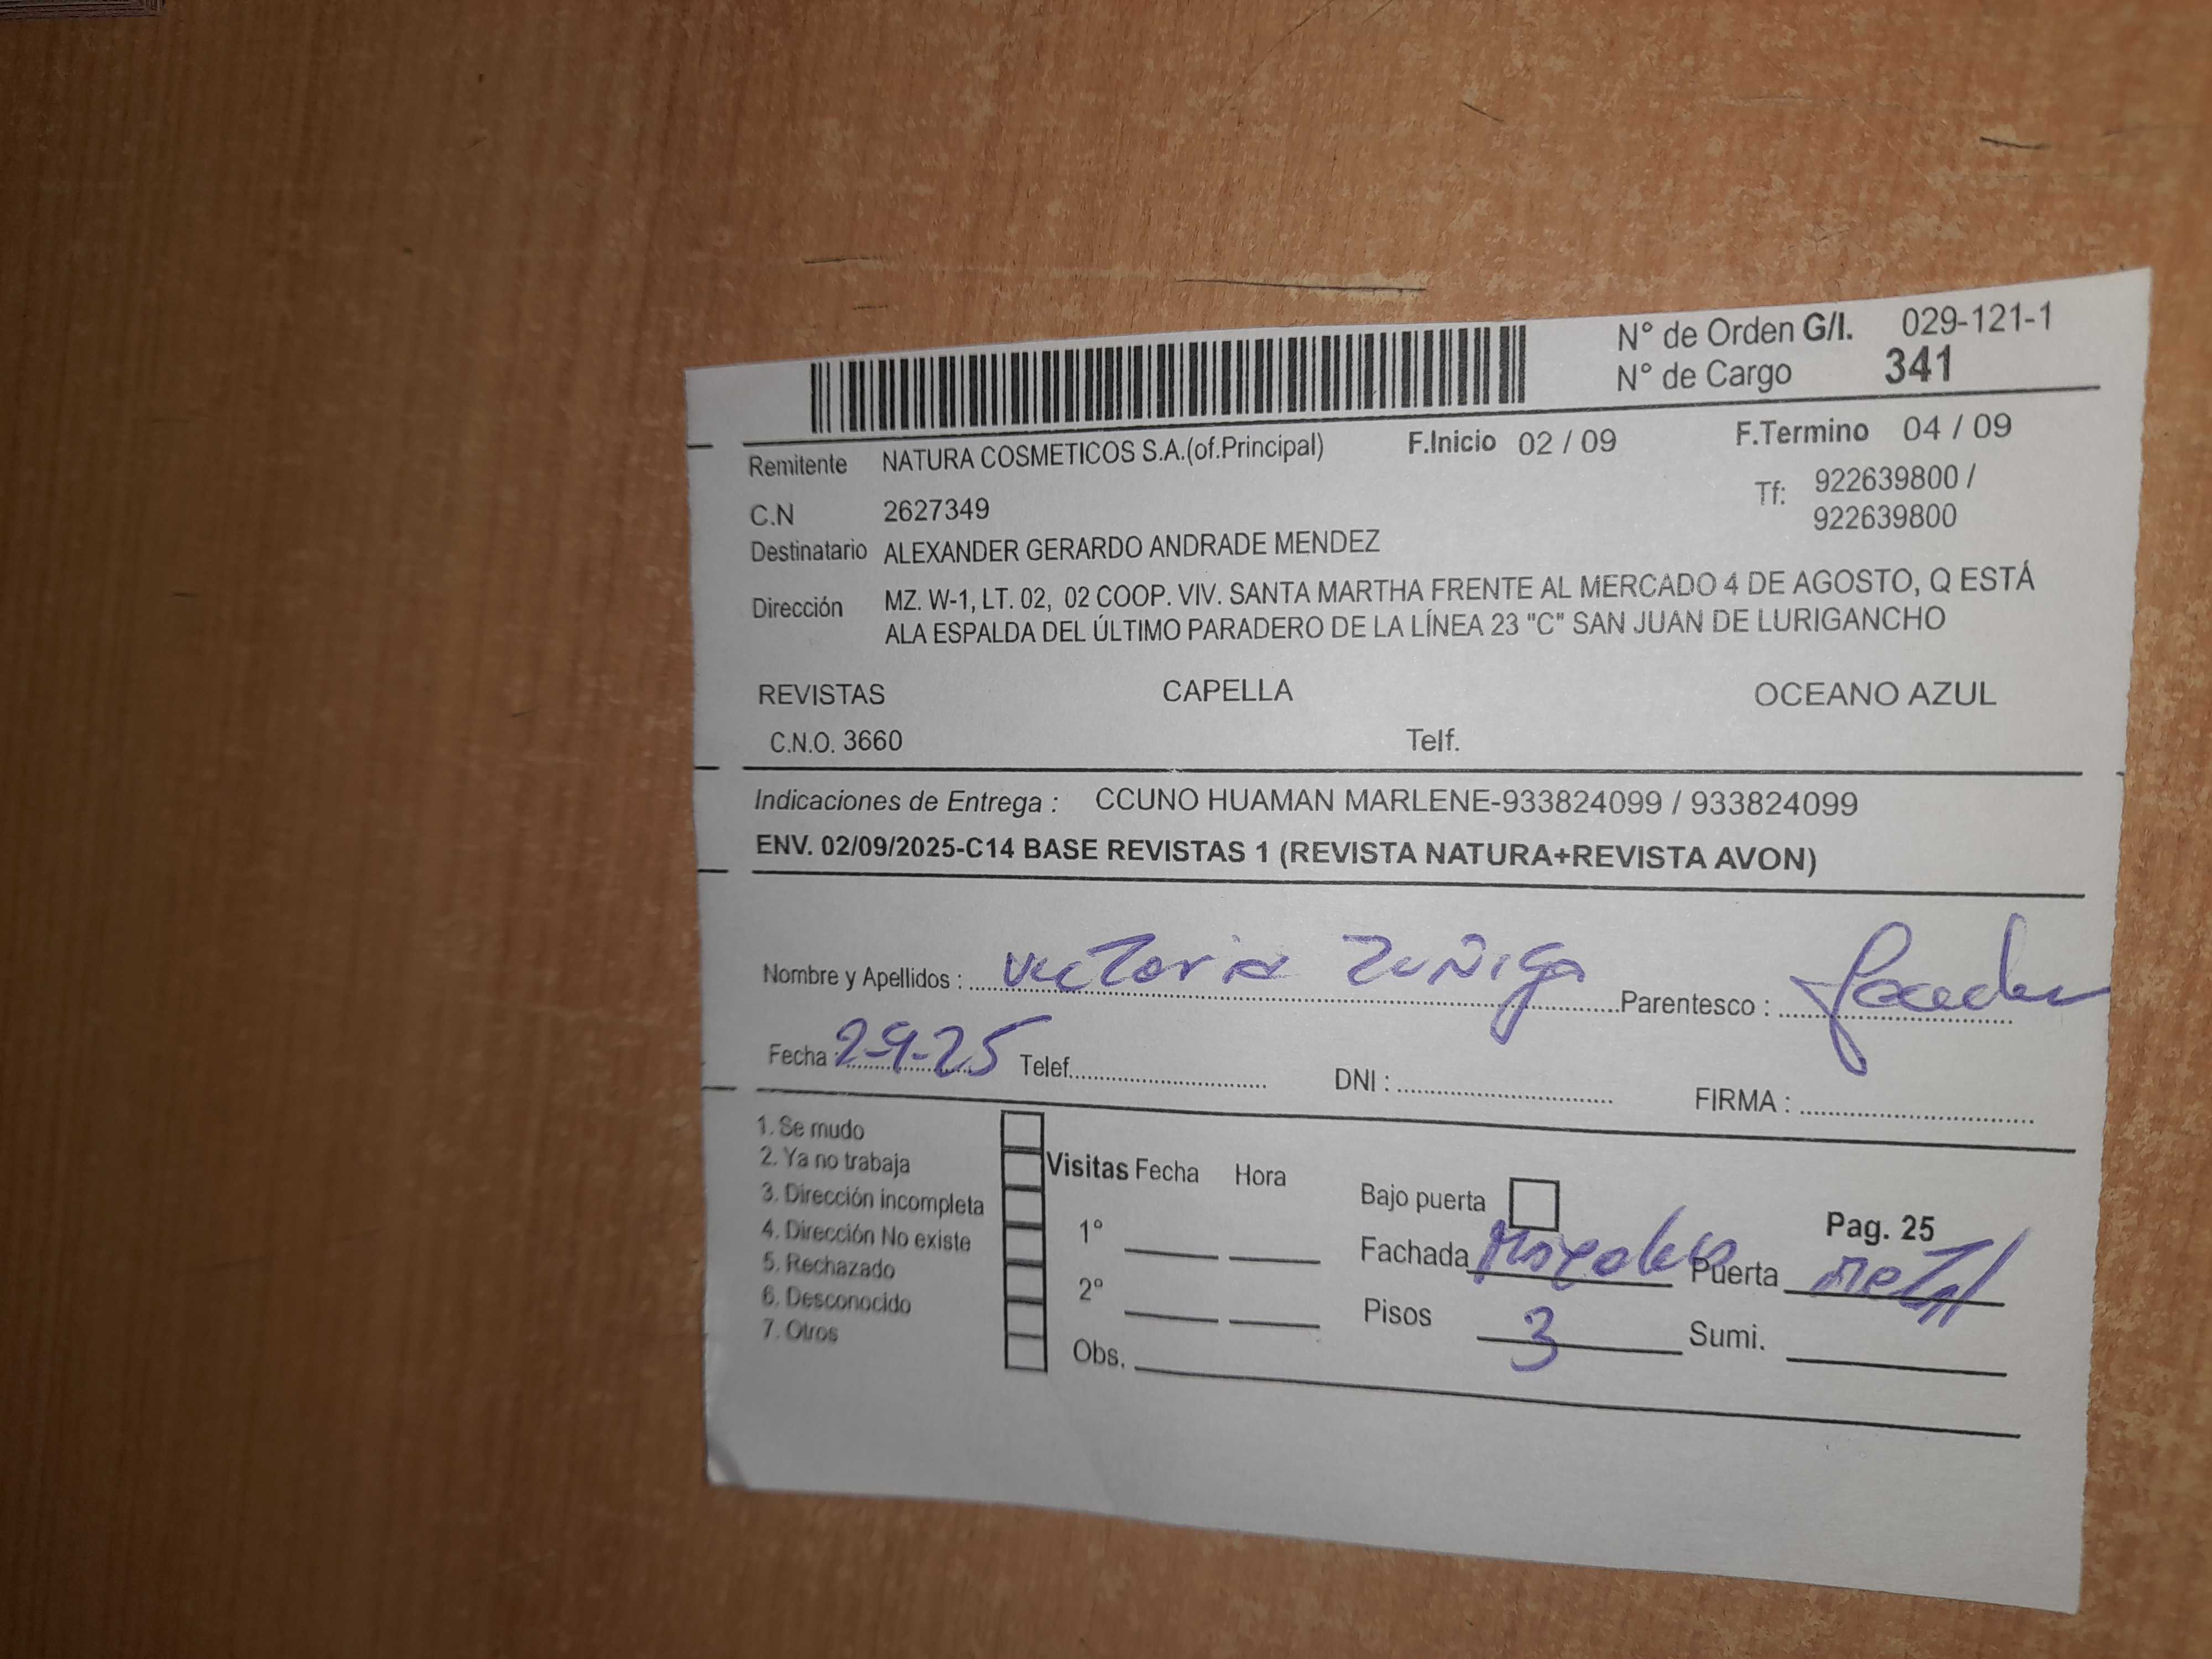 N° de Orden G/I. 029-121-1
N° de Cargo 341
Remitente NATURA COSMETICOS S.A.(of.Principal) F.Inicio 02 / 09 F.Termino 04 / 09
C.N 2627349 Tf: 922639800 /
922639800
Destinatario ALEXANDER GERARDO ANDRADE MENDEZ
Dirección MZ. W-1, LT. 02, 02 COOP. VIV. SANTA MARTHA FRENTE AL MERCADO 4 DE AGOSTO, Q ESTÁ
ALA ESPALDA DEL ÚLTIMO PARADERO DE LA LÍNEA 23 "C" SAN JUAN DE LURIGANCHO
REVISTAS CAPELLA OCEANO AZUL
C.N.O. 3660 Telf.
Indicaciones de Entrega : CCUNO HUAMAN MARLENE-933824099 / 933824099
ENV. 02/09/2025-C14 BASE REVISTAS 1 (REVISTA NATURA+REVISTA AVON)
Nombre y Apellidos : Victoria Zuñiga Parentesco :
Fecha : 2-9-25 Telef. DNI : FIRMA :
1. Se mudo
2. Ya no trabaja
3. Dirección incompleta
4. Dirección No existe
5. Rechazado
6. Desconocido
7. Otros
Visitas Fecha Hora
1°
2°
Obs.
Bajo puerta Pag. 25
Fachada Puerta Metal
Pisos 3 Sumi.